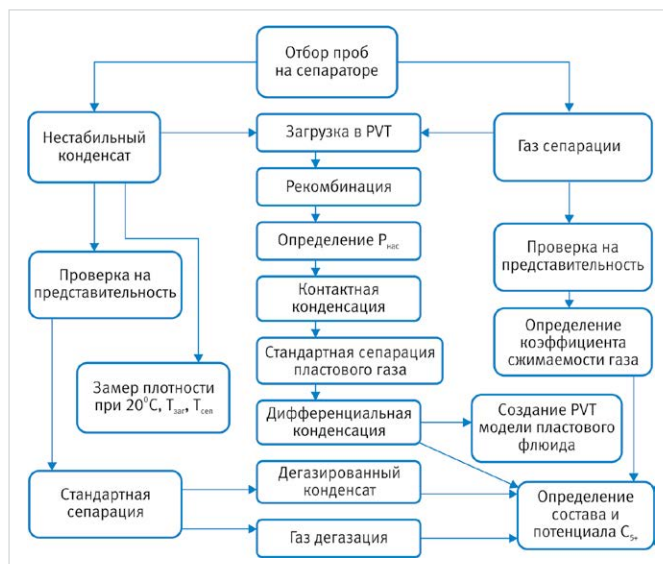 Отбор проб
на сепараторе
Нестабильный
конденсат
Загрузка в PVT
Газ сепарации
Рекомбинация
Определение Pнас
Проверка на
представительность
Проверка на
представительность
Контактная
конденсация
Определение
коэффициента
сжимаемости газа
Стандартная сепарация
пластового газа
Замер плотности
при 20⁰С, Tзаг, Tсеп
Дифференциальная
конденсация
Создание PVT
модели пластового
флюида
Стандартная
сепарация
Дегазированный
конденсат
Определение
состава и
потенциала C₅₊
Газ дегазации